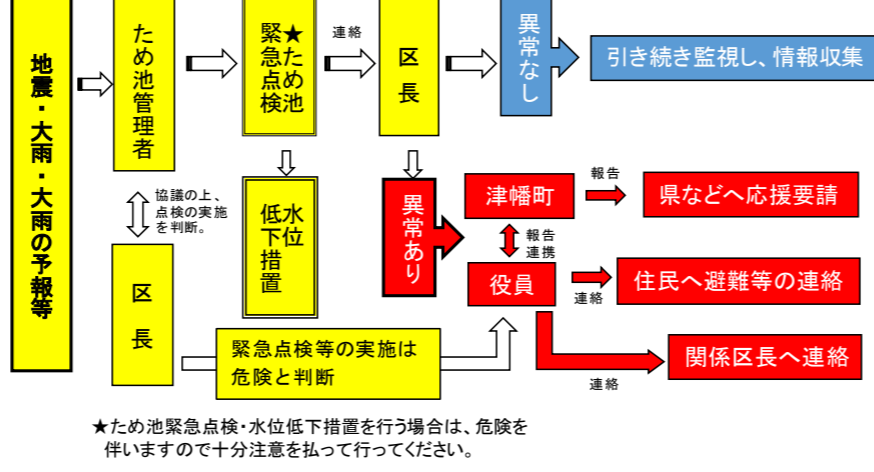 地震・大雨・大雨の予報等
ため池管理者
★ため池
緊急点検
連絡
区長
異常なし
引き続き監視し、情報収集
協議の上、
点検の実施
を判断。
区長
水位
低下措置
異常あり
津幡町
報告
県などへ応援要請
報告
連携
役員
連絡
住民へ避難等の連絡
緊急点検等の実施は
危険と判断
連絡
関係区長へ連絡
★ため池緊急点検・水位低下措置を行う場合は、危険を
伴いますので十分注意を払って行ってください。